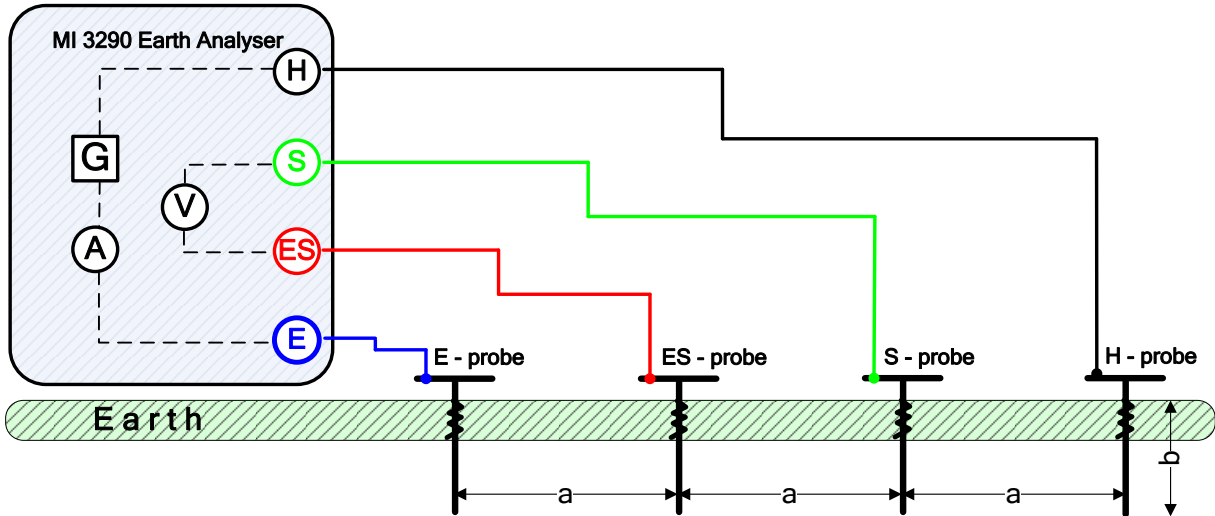 MI 3290 Earth Analyser
H
G
S
V
A
ES
E
E - probe
ES - probe
S - probe
H - probe
Earth
a
a
a
b